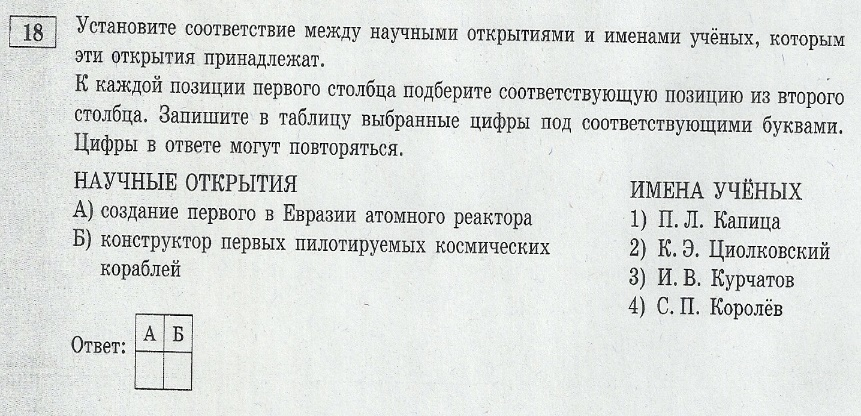 18
Установите соответствие между научными открытиями и именами учёных, которым
эти открытия принадлежат.
К каждой позиции первого столбца подберите соответствующую позицию из второго
столбца. Запишите в таблицу выбранные цифры под соответствующими буквами.
Цифры в ответе могут повторяться.
НАУЧНЫЕ ОТКРЫТИЯ
А) создание первого в Евразии атомного реактора
Б) конструктор первых пилотируемых космических
кораблей
ИМЕНА УЧЁНЫХ
1) П. Л. Капица
2) К. Э. Циолковский
3) И. В. Курчатов
4) С. П. Королёв
Ответ:
А Б